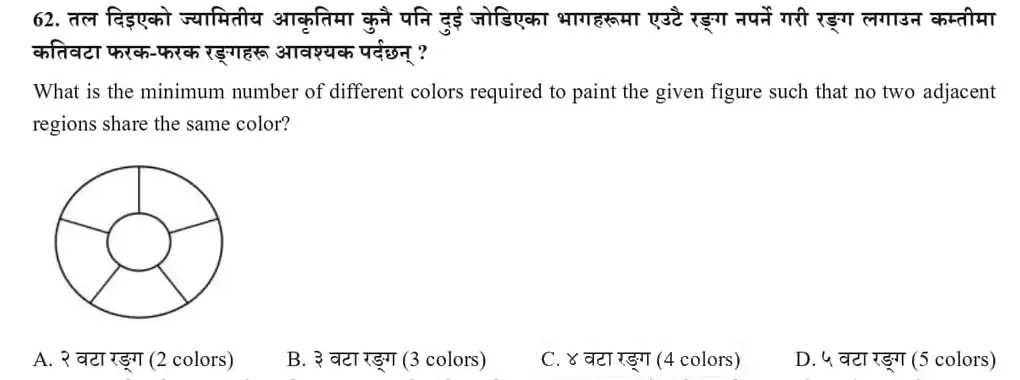 62. तल दिइएको ज्यामितीय आकृतिमा कुनै पनि दुई जोडिएका भागहरूमा एउटै रङ्ग नपर्ने गरी रङ्ग लगाउन कम्तीमा
कतिवटा फरक-फरक रङ्गहरू आवश्यक पर्दछन् ?
What is the minimum number of different colors required to paint the given figure such that no two adjacent
regions share the same color?
A. २ वटा रङ्ग (2 colors) B. ३ वटा रङ्ग (3 colors) C. ४ वटा रङ्ग (4 colors) D. ५ वटा रङ्ग (5 colors)